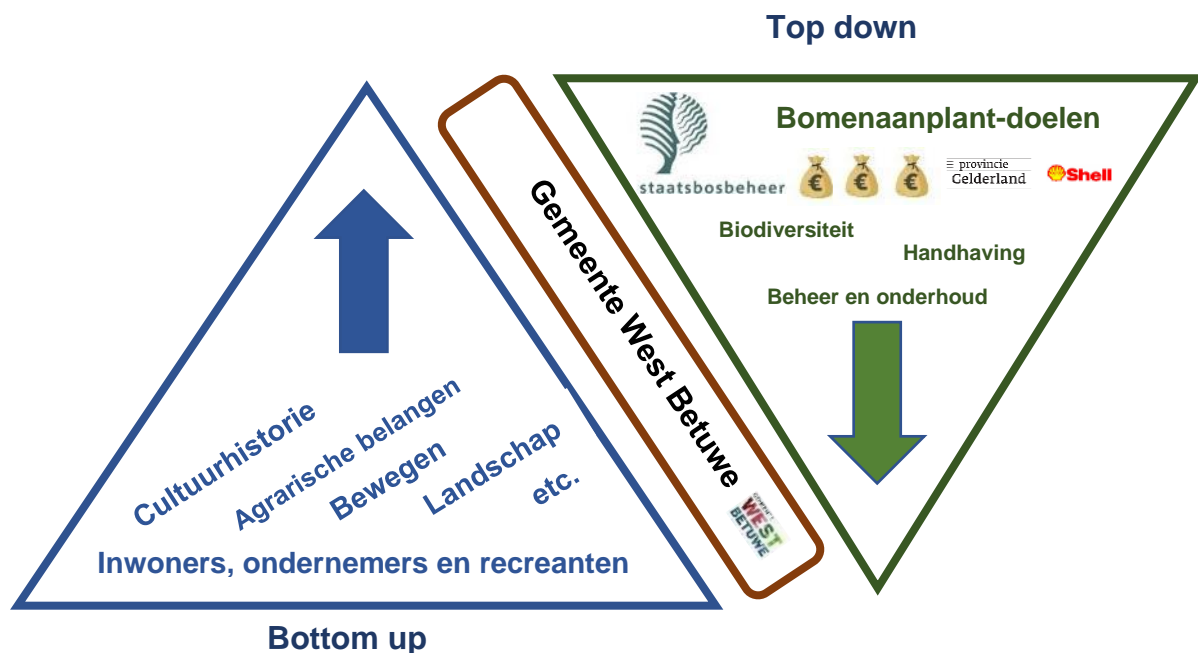 Top down
Bomenaanplant-doelen
staatsbosbeheer
€ € €
provincie
Gelderland
Shell
Biodiversiteit
Handhaving
Beheer en onderhoud
Gemeente West Betuwe
WEST
BETUWE
Cultuurhistorie
Agrarische belangen
Bewegen
Landschap
etc.
Inwoners, ondernemers en recreanten
Bottom up